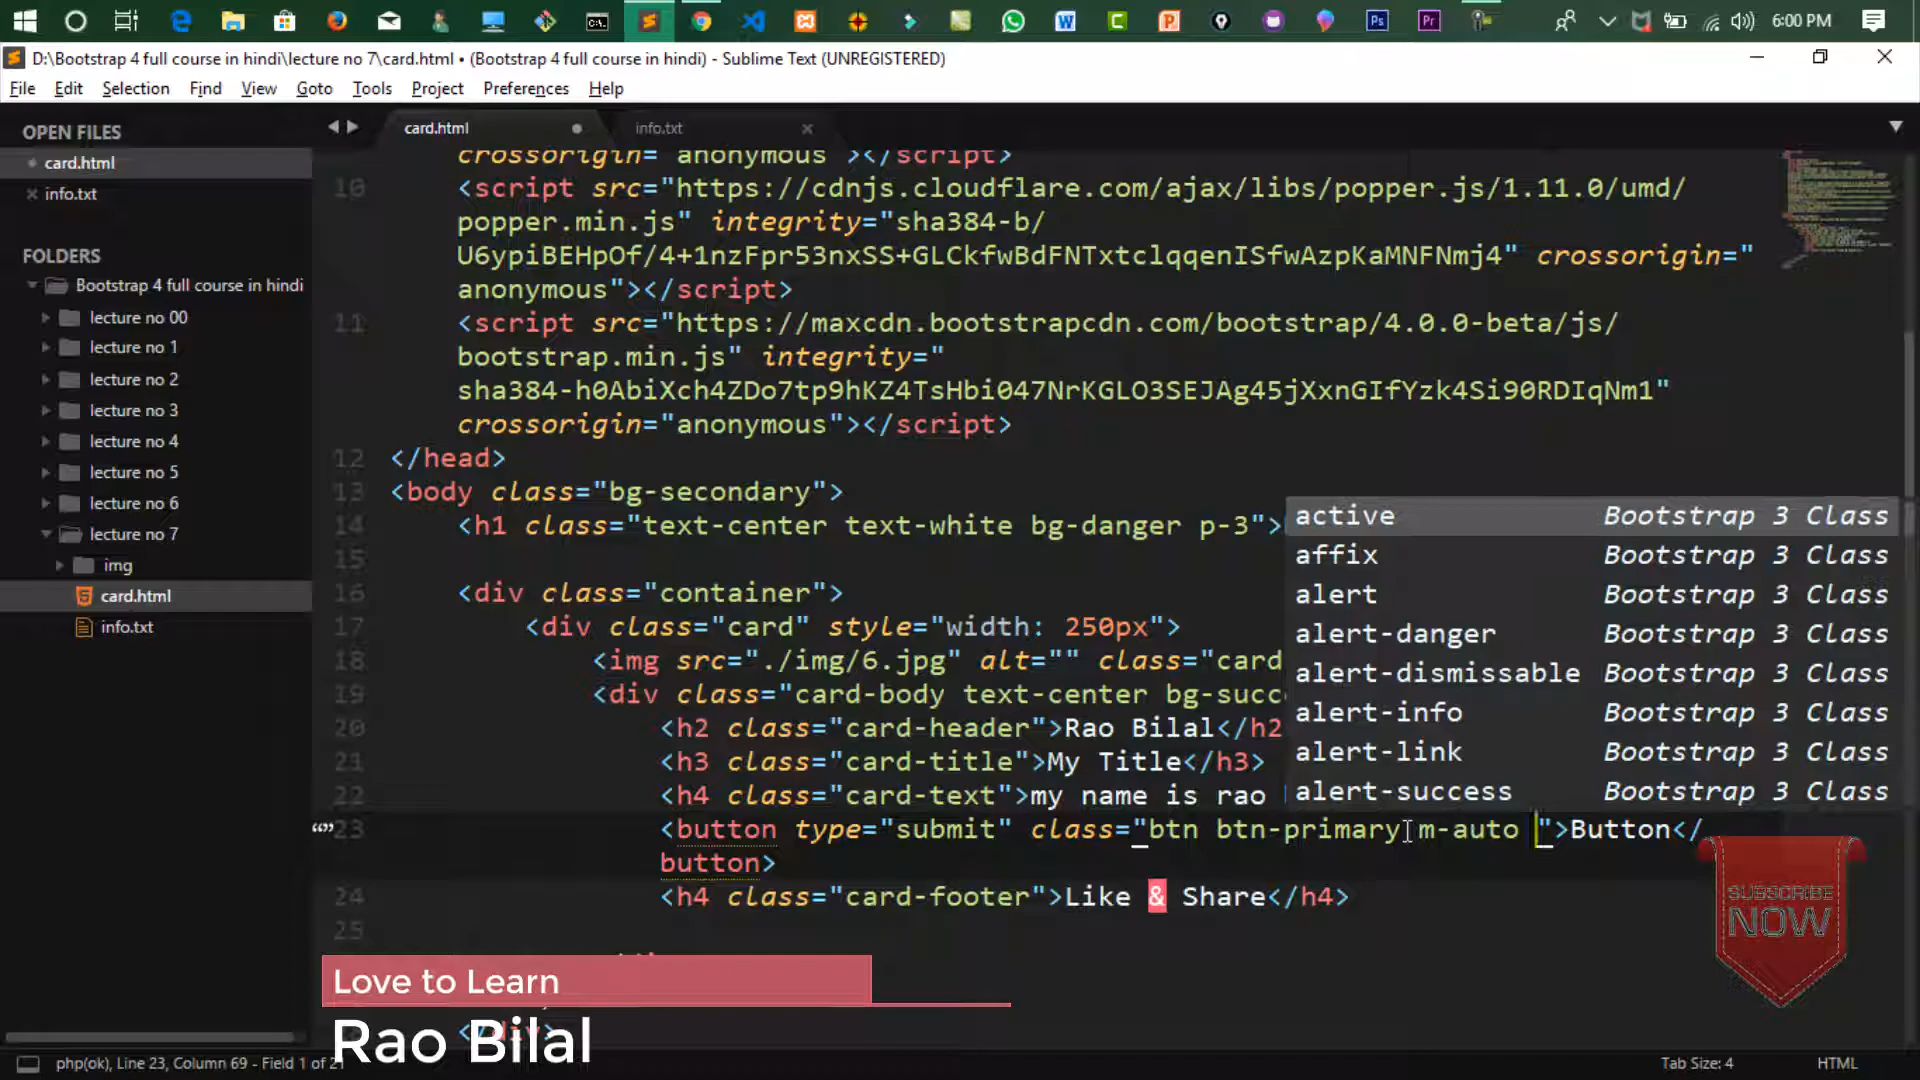 6:00 PM
D:\Bootstrap 4 full course in hindi\lecture no 7\card.html • (Bootstrap 4 full course in hindi) - Sublime Text (UNREGISTERED)
File Edit Selection Find View Goto Tools Project Preferences Help
OPEN FILES
card.html
info.txt
FOLDERS
Bootstrap 4 full course in hindi
lecture no 00
lecture no 1
lecture no 2
lecture no 3
lecture no 4
lecture no 5
lecture no 6
lecture no 7
img
card.html
info.txt
card.html info.txt
crossorigin="anonymous"></script>
10 <script src="https://cdnjs.cloudflare.com/ajax/libs/popper.js/1.11.0/umd/
popper.min.js" integrity="sha384-b/
U6ypiBEHpOf/4+1nzFpr53nxSS+GLCkfwBdFNTxtclqqenISfwAzpKaMNFNmj4" crossorigin="
anonymous"></script>
11 <script src="https://maxcdn.bootstrapcdn.com/bootstrap/4.0.0-beta/js/
bootstrap.min.js" integrity="
sha384-h0AbiXch4ZDo7tp9hKZ4TsHbi047NrKGLO3SEJAg45jXxnGIfYzk4Si90RDIqNm1"
crossorigin="anonymous"></script>
12 </head>
13 <body class="bg-secondary">
14 <h1 class="text-center text-white bg-danger p-3">
15
16 <div class="container">
17 <div class="card" style="width: 250px">
18 <img src="./img/6.jpg" alt="" class="card
19 <div class="card-body text-center bg-succ
20 <h2 class="card-header">Rao Bilal</h2
21 <h3 class="card-title">My Title</h3>
22 <h4 class="card-text">my name is rao
23 <button type="submit" class="btn btn-primary m-auto ">Button</
button>
24 <h4 class="card-footer">Like & Share</h4>
25
active Bootstrap 3 Class
affix Bootstrap 3 Class
alert Bootstrap 3 Class
alert-danger Bootstrap 3 Class
alert-dismissable Bootstrap 3 Class
alert-info Bootstrap 3 Class
alert-link Bootstrap 3 Class
alert-success Bootstrap 3 Class
SUBSCRIBE
NOW
Love to Learn
Rao Bilal
php(ok), Line 23, Column 69 - Field 1 of 2
Tab Size: 4 HTML